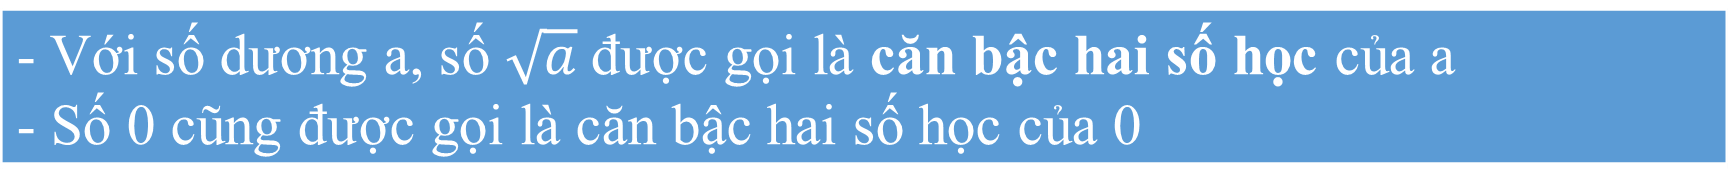 - Với số dương a, số √a được gọi là căn bậc hai số học của a
- Số 0 cũng được gọi là căn bậc hai số học của 0